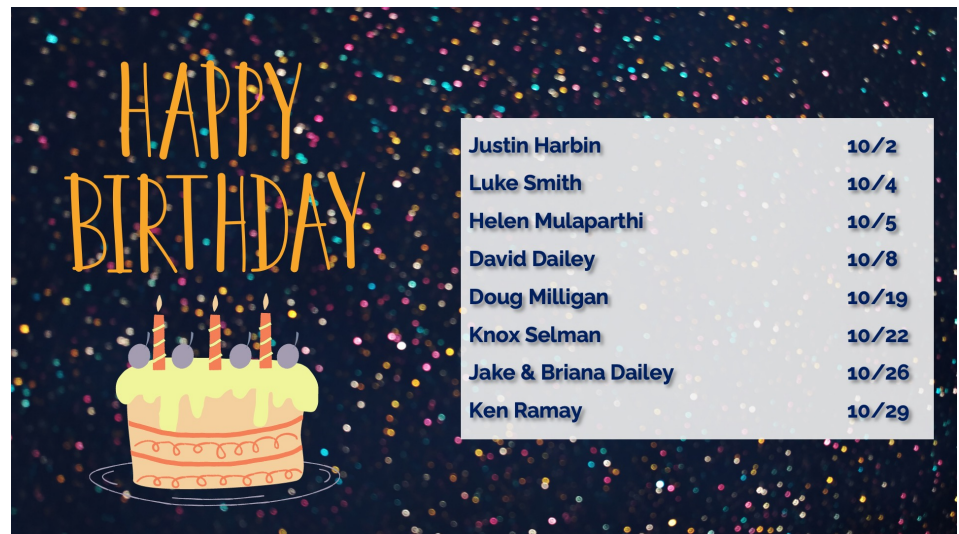 HAPPY
BIRTHDAY
Justin Harbin 10/2
Luke Smith 10/4
Helen Mulaparthi 10/5
David Dailey 10/8
Doug Milligan 10/19
Knox Selman 10/22
Jake & Briana Dailey 10/26
Ken Ramay 10/29